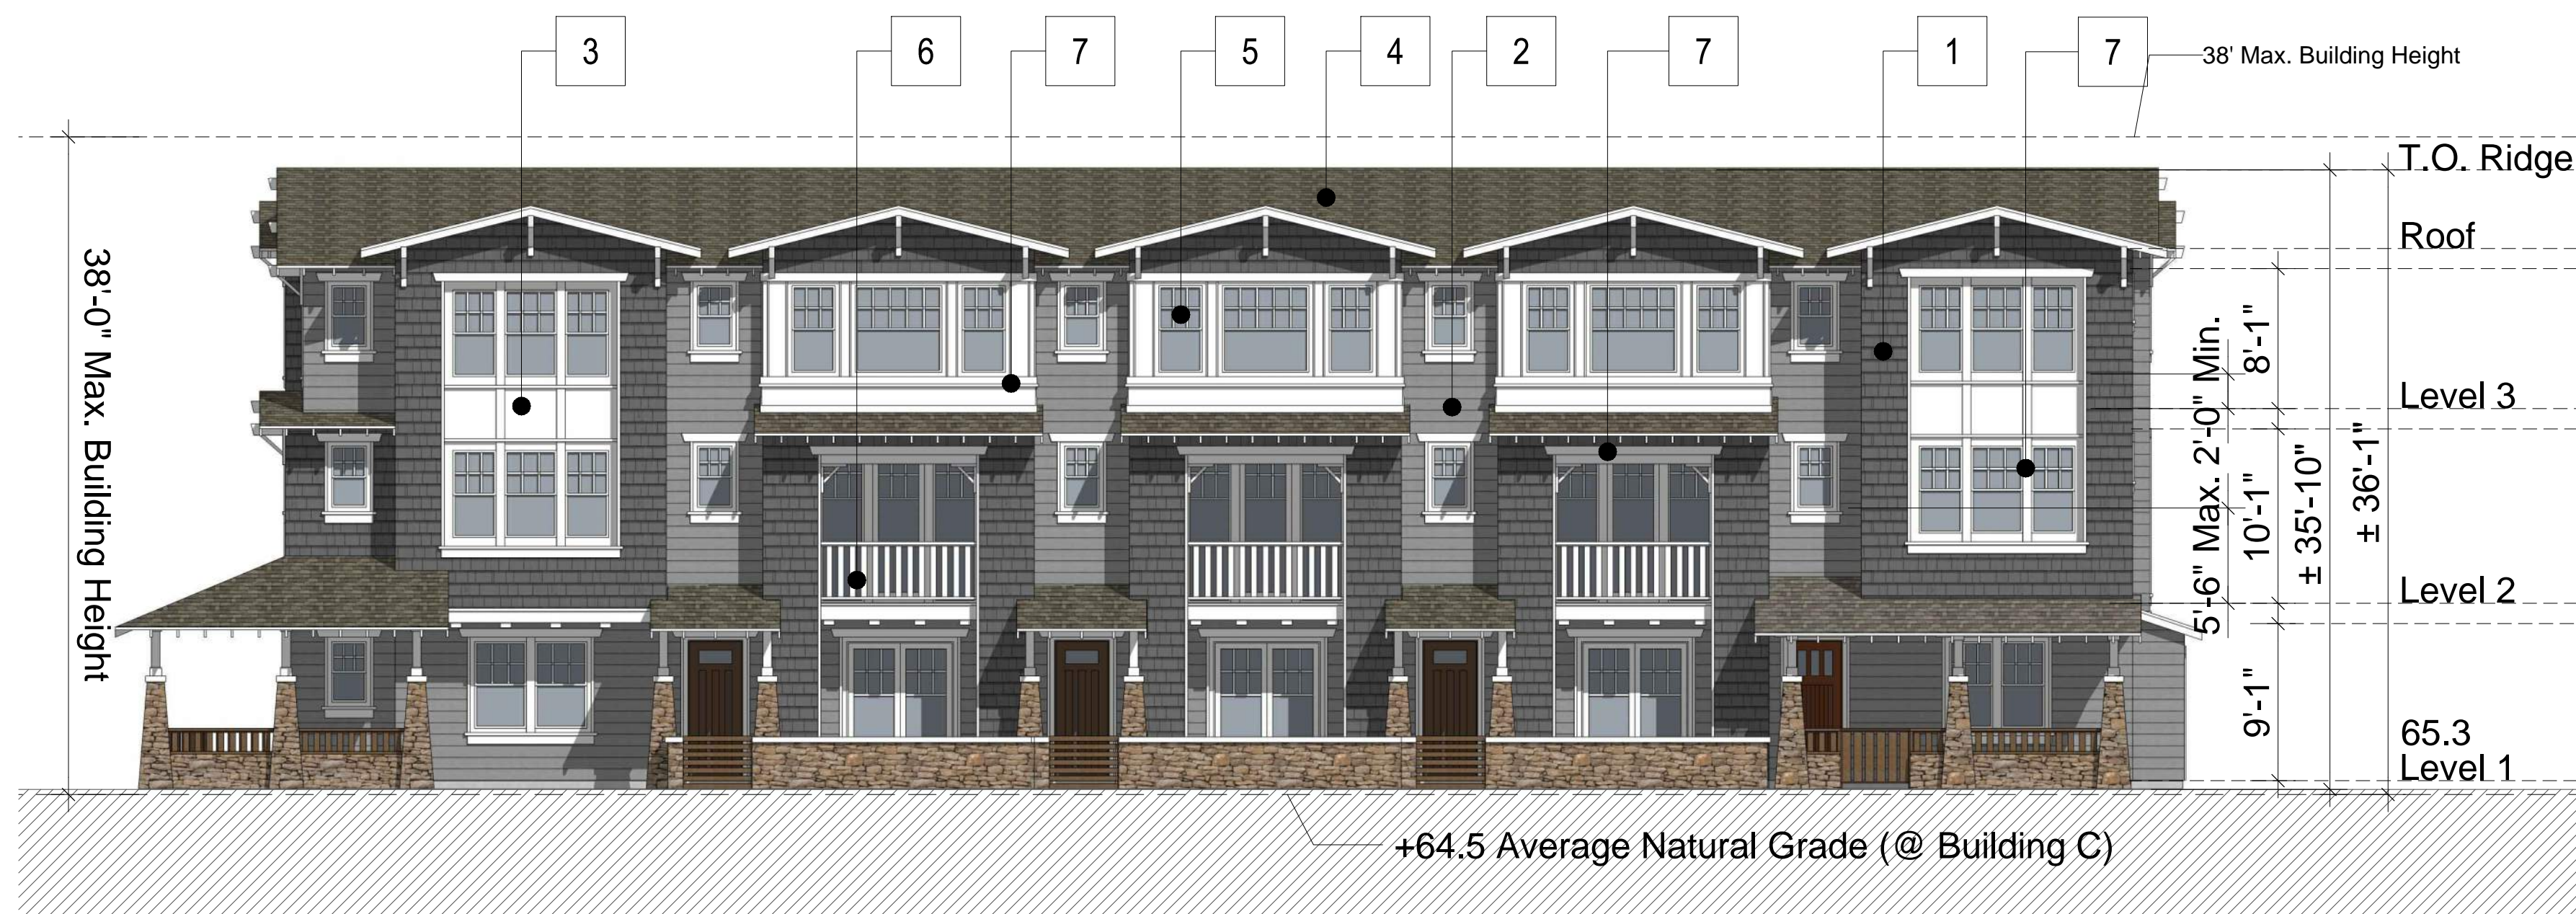 3
6
7
5
4
2
7
1
7
38' Max. Building Height
T.O. Ridge
Roof
38'-0" Max. Building Height
8'-1"
2'-0" Min.
Level 3
± 36'-1"
± 35'-10"
10'-1"
5'-6" Max.
Level 2
9'-1"
65.3
Level 1
+64.5 Average Natural Grade (@ Building C)